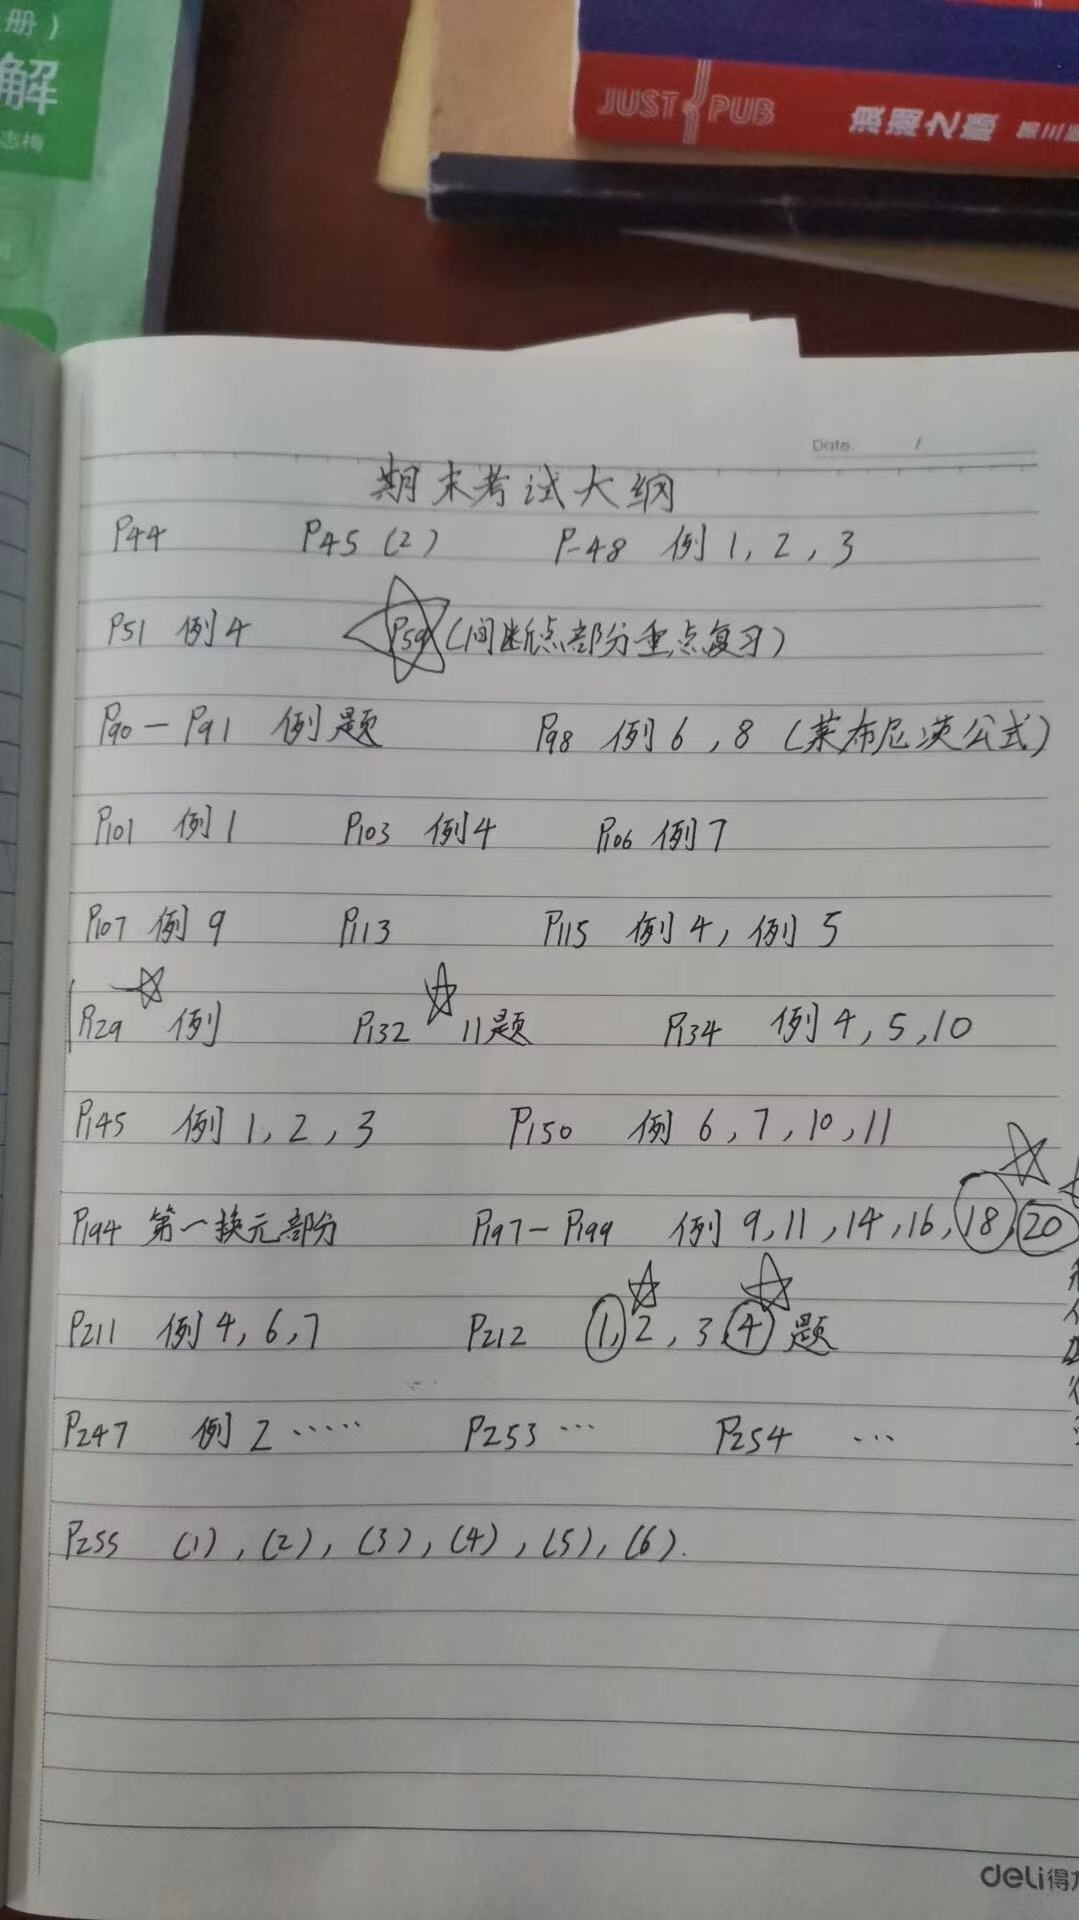 册）
解
志梅
JUST PUB
Date. /
期末考试大纲
P44 P45 (2) P48 例 1, 2, 3
P51 例4 P59 (间断点部分重点复习)
P90 — P91 例题 P98 例 6 , 8 (莱布尼茨公式)
P101 例1 P103 例4 P106 例7
P107 例9 P113 P115 例 4, 例 5
P129 例 P132 11题 P134 例 4, 5, 10
P145 例 1, 2, 3 P150 例 6, 7, 10, 11
P194 第一换元部分 P197 — P199 例 9, 11, 14, 16, 18, 20
P211 例 4, 6, 7 P212 1, 2, 3, 4 题
P247 例 2 ······ P253 ··· P254 ···
P255 (1), (2), (3), (4), (5), (6).
deli得力